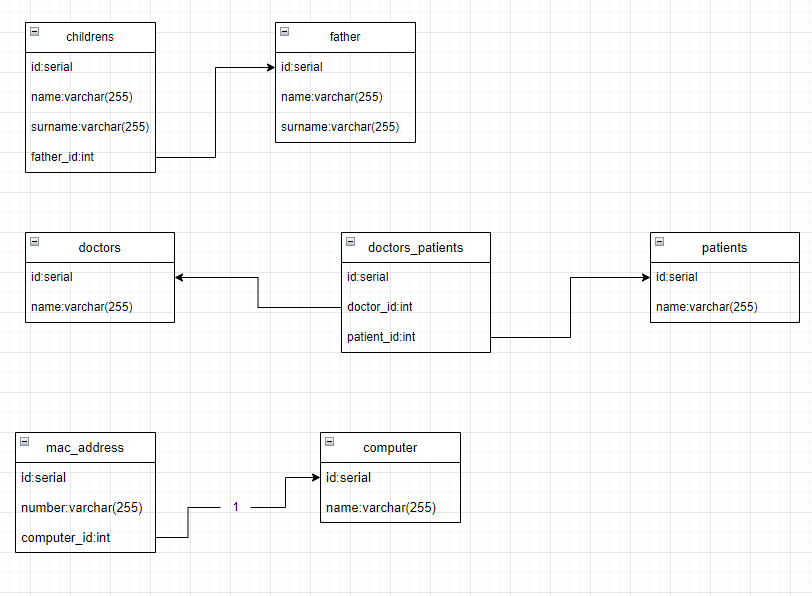 childrens
id:serial
name:varchar(255)
surname:varchar(255)
father_id:int
father
id:serial
name:varchar(255)
surname:varchar(255)
doctors
id:serial
name:varchar(255)
doctors_patients
id:serial
doctor_id:int
patient_id:int
patients
id:serial
name:varchar(255)
mac_address
id:serial
number:varchar(255)
computer_id:int
1
computer
id:serial
name:varchar(255)